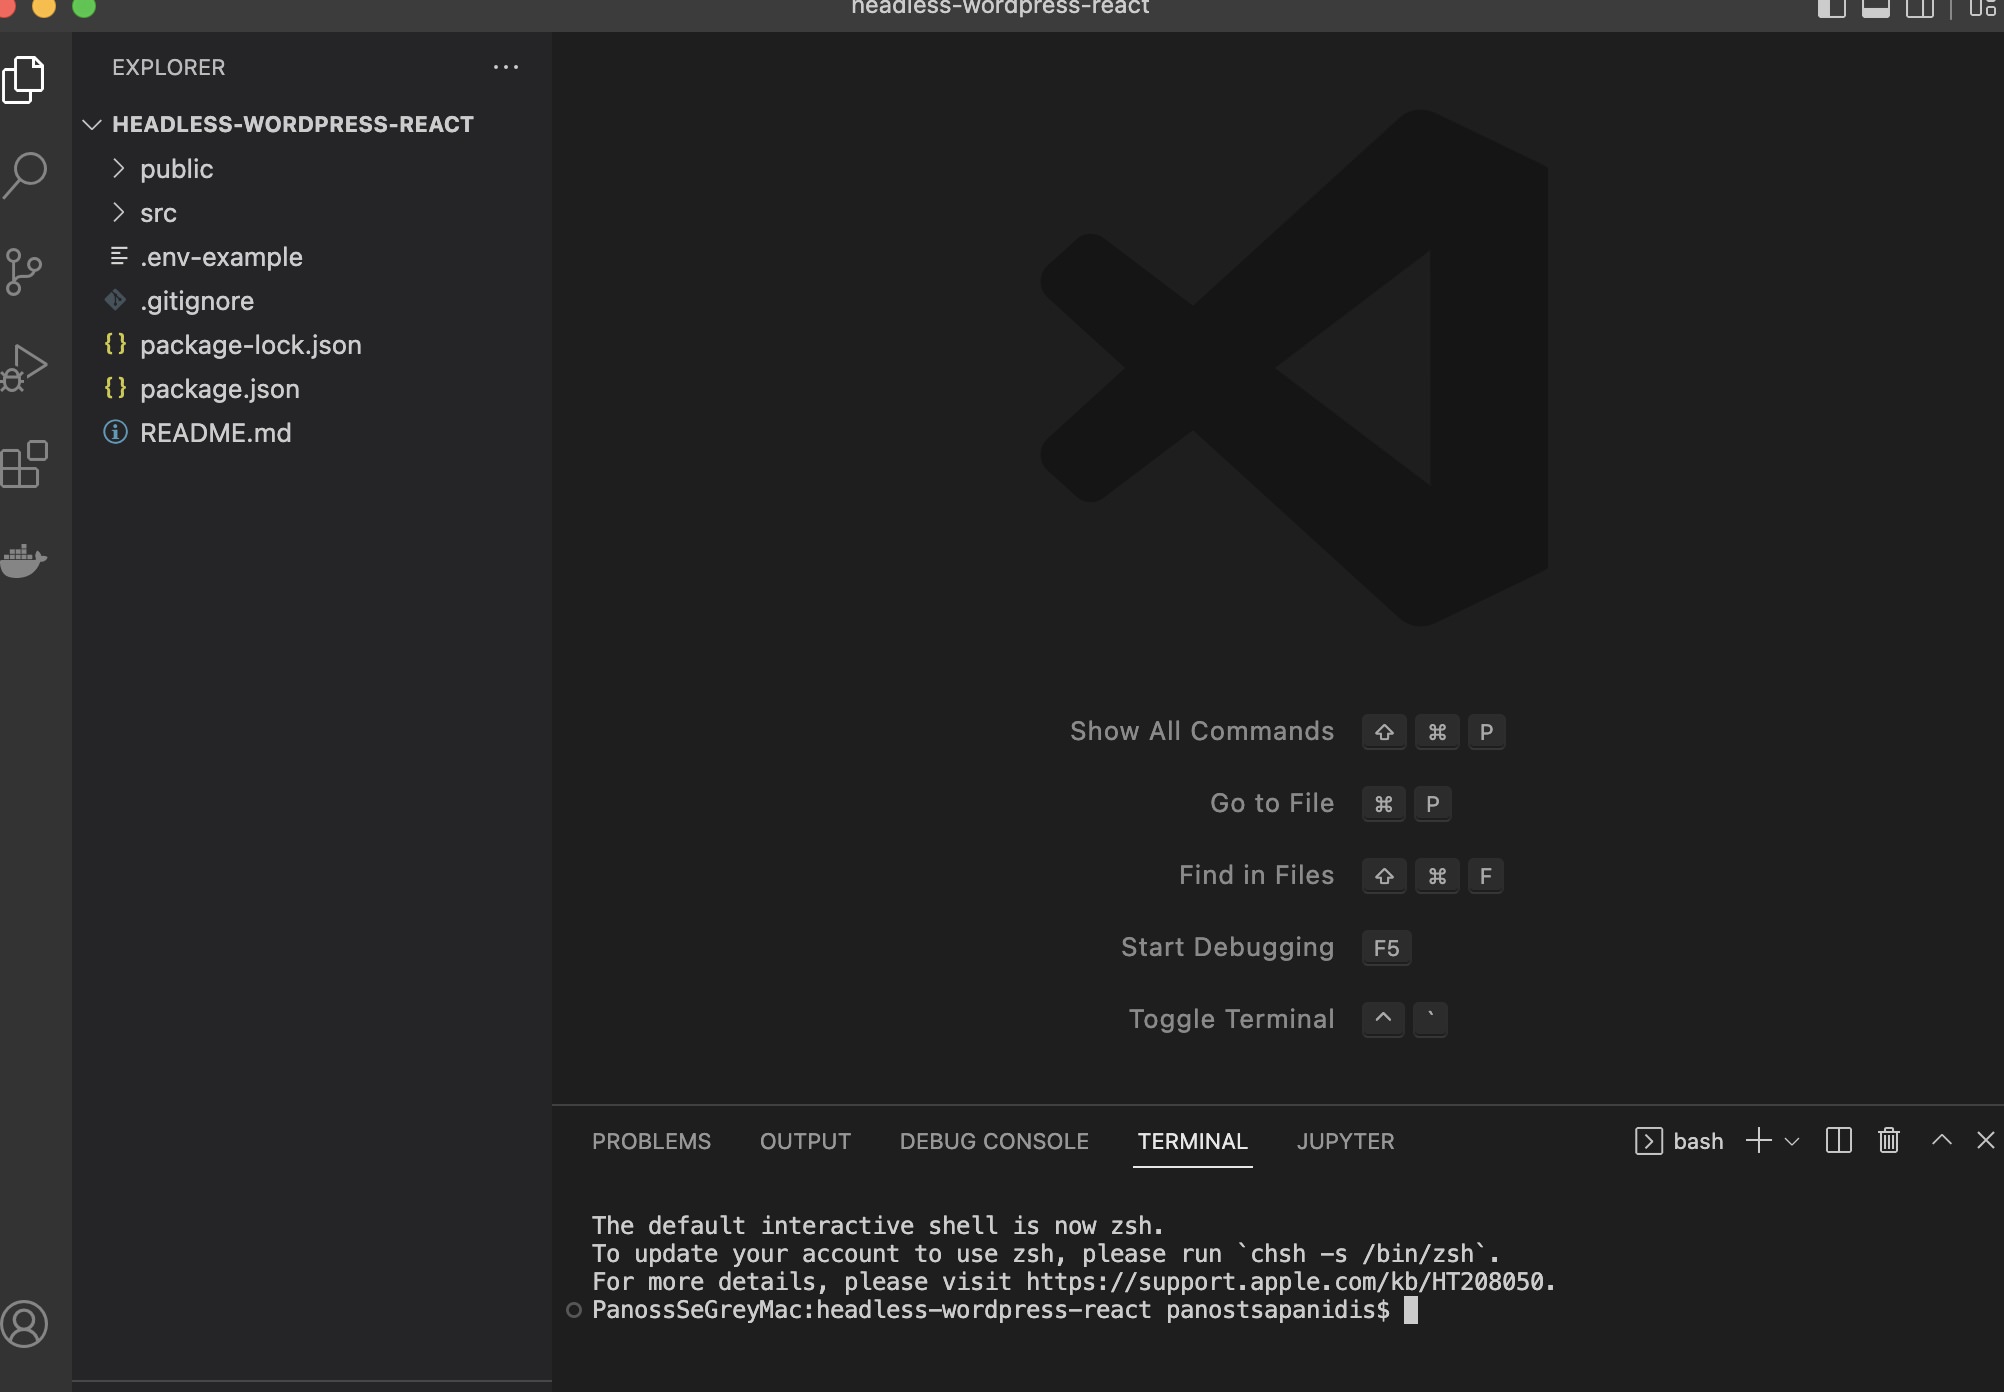 headless-wordpress-react
EXPLORER
HEADLESS-WORDPRESS-REACT
public
src
.env-example
.gitignore
{} package-lock.json
{} package.json
README.md
Show All Commands ⇧ ⌘ P
Go to File ⌘ P
Find in Files ⇧ ⌘ F
Start Debugging F5
Toggle Terminal ^ `
PROBLEMS OUTPUT DEBUG CONSOLE TERMINAL JUPYTER bash
The default interactive shell is now zsh.
To update your account to use zsh, please run `chsh -s /bin/zsh`.
For more details, please visit https://support.apple.com/kb/HT208050.
PanossSeGreyMac:headless-wordpress-react panostsapanidis$